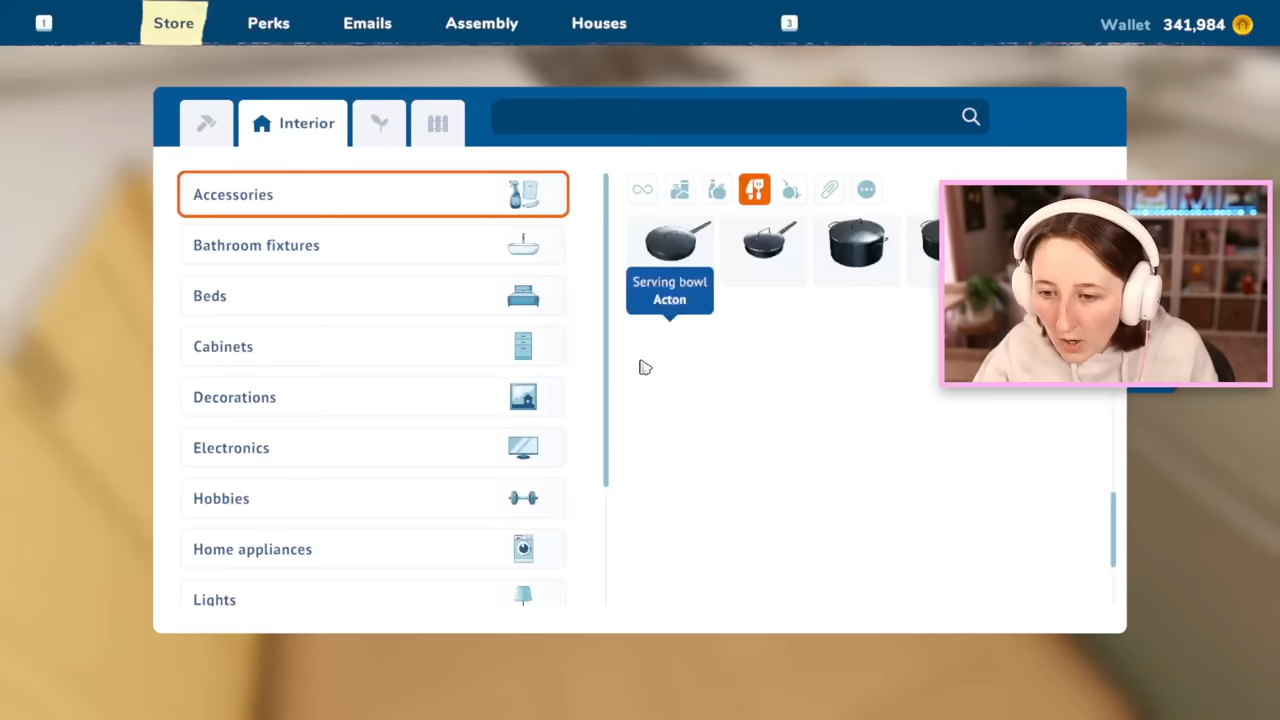 1
Store
Perks
Emails
Assembly
Houses
3
Wallet 341,984
Interior
Accessories
Bathroom fixtures
Beds
Cabinets
Decorations
Electronics
Hobbies
Home appliances
Lights
Serving bowl
Acton